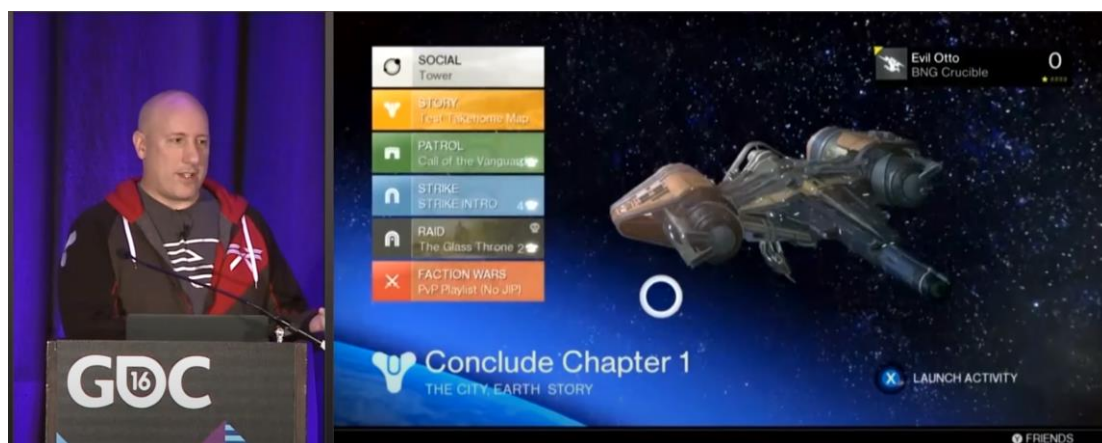 GDC
16
SOCIAL
Tower
STORY
Test Takehome Map
PATROL
Call of the Vanguard
STRIKE
STRIKE INTRO 4
RAID
The Glass Throne 2
FACTION WARS
PvP Playlist (No JIP)
Evil Otto 0
BNG Crucible
Conclude Chapter 1
THE CITY, EARTH STORY
X LAUNCH ACTIVITY
Y FRIENDS